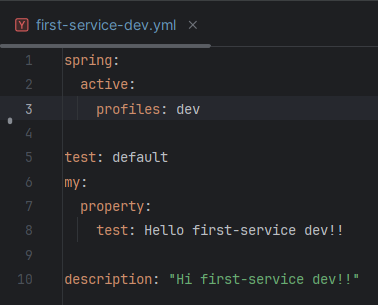 Y first-service-dev.yml ×
1 spring:
2   active:
3     profiles: dev
4
5 test: default
6 my:
7   property:
8     test: Hello first-service dev!!
9
10 description: "Hi first-service dev!!"